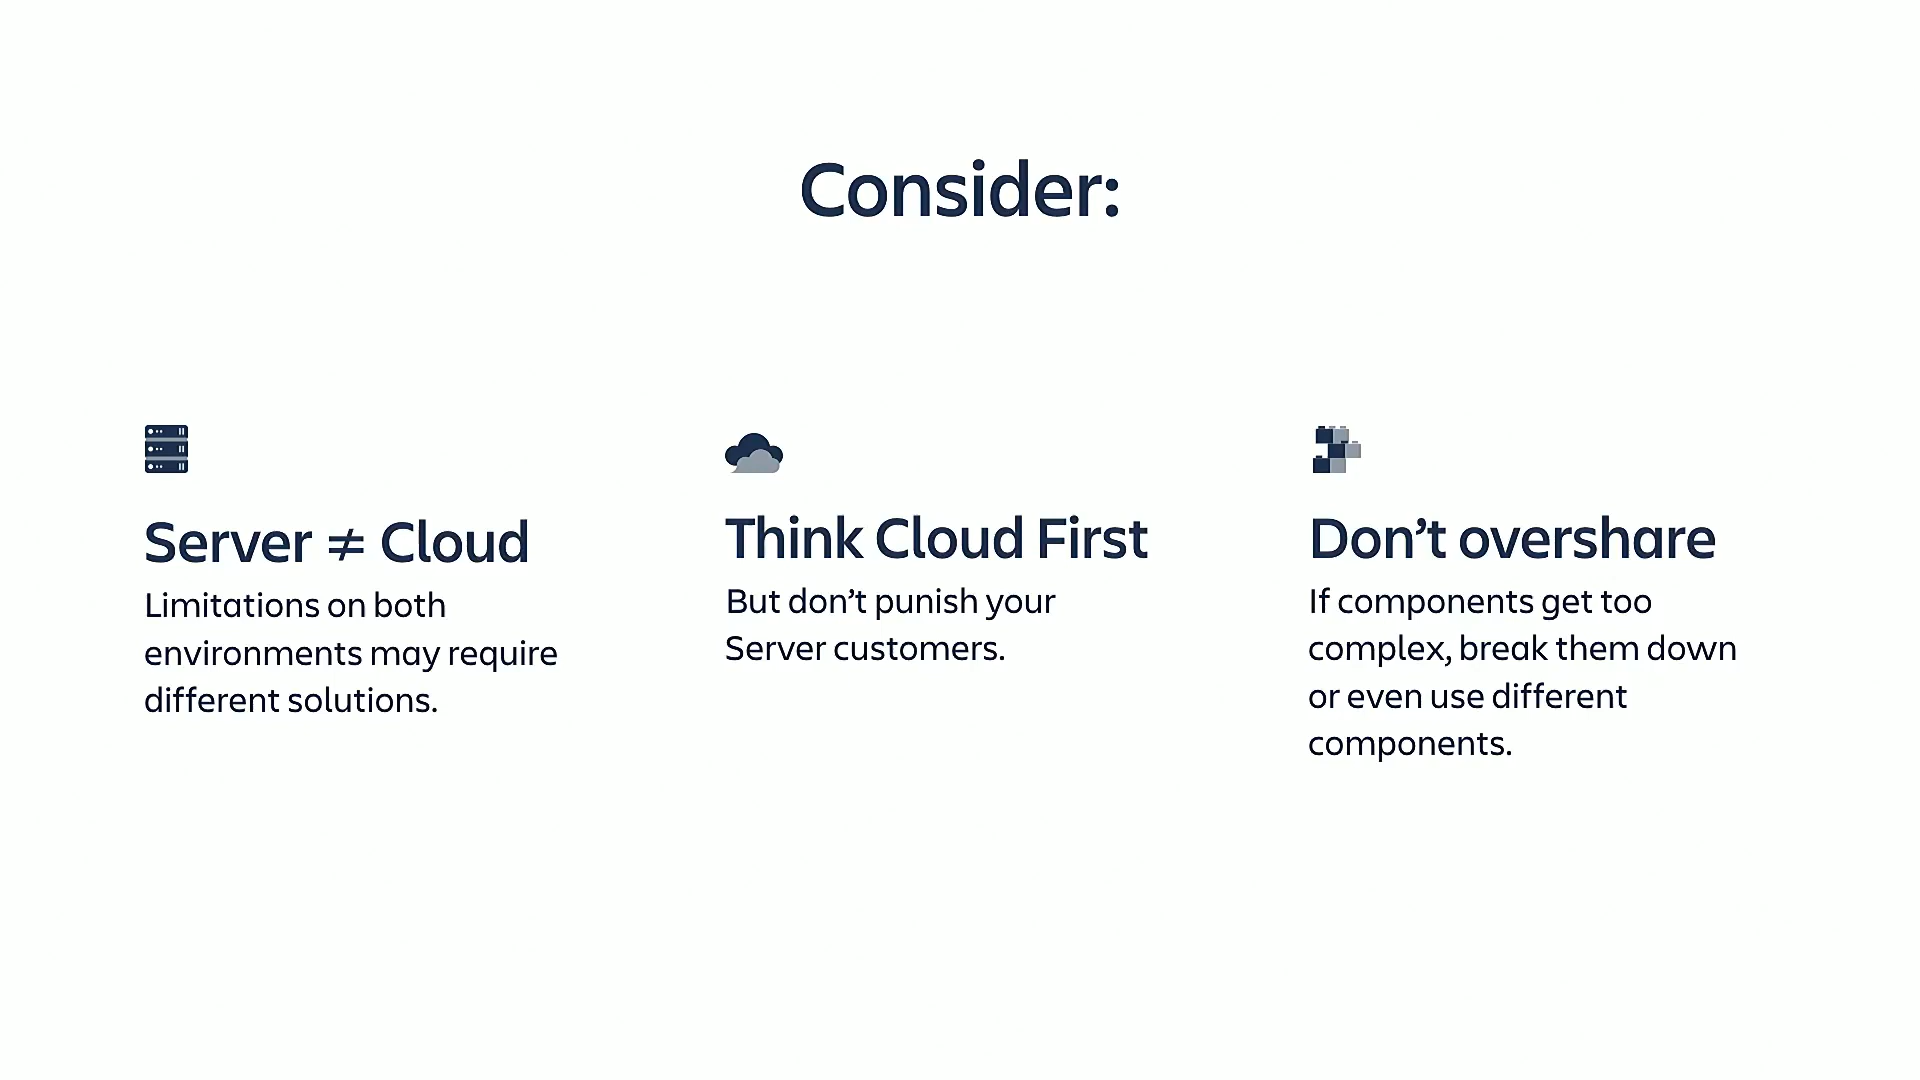 Consider:
Server ≠ Cloud
Limitations on both
environments may require
different solutions.
Think Cloud First
But don’t punish your
Server customers.
Don’t overshare
If components get too
complex, break them down
or even use different
components.